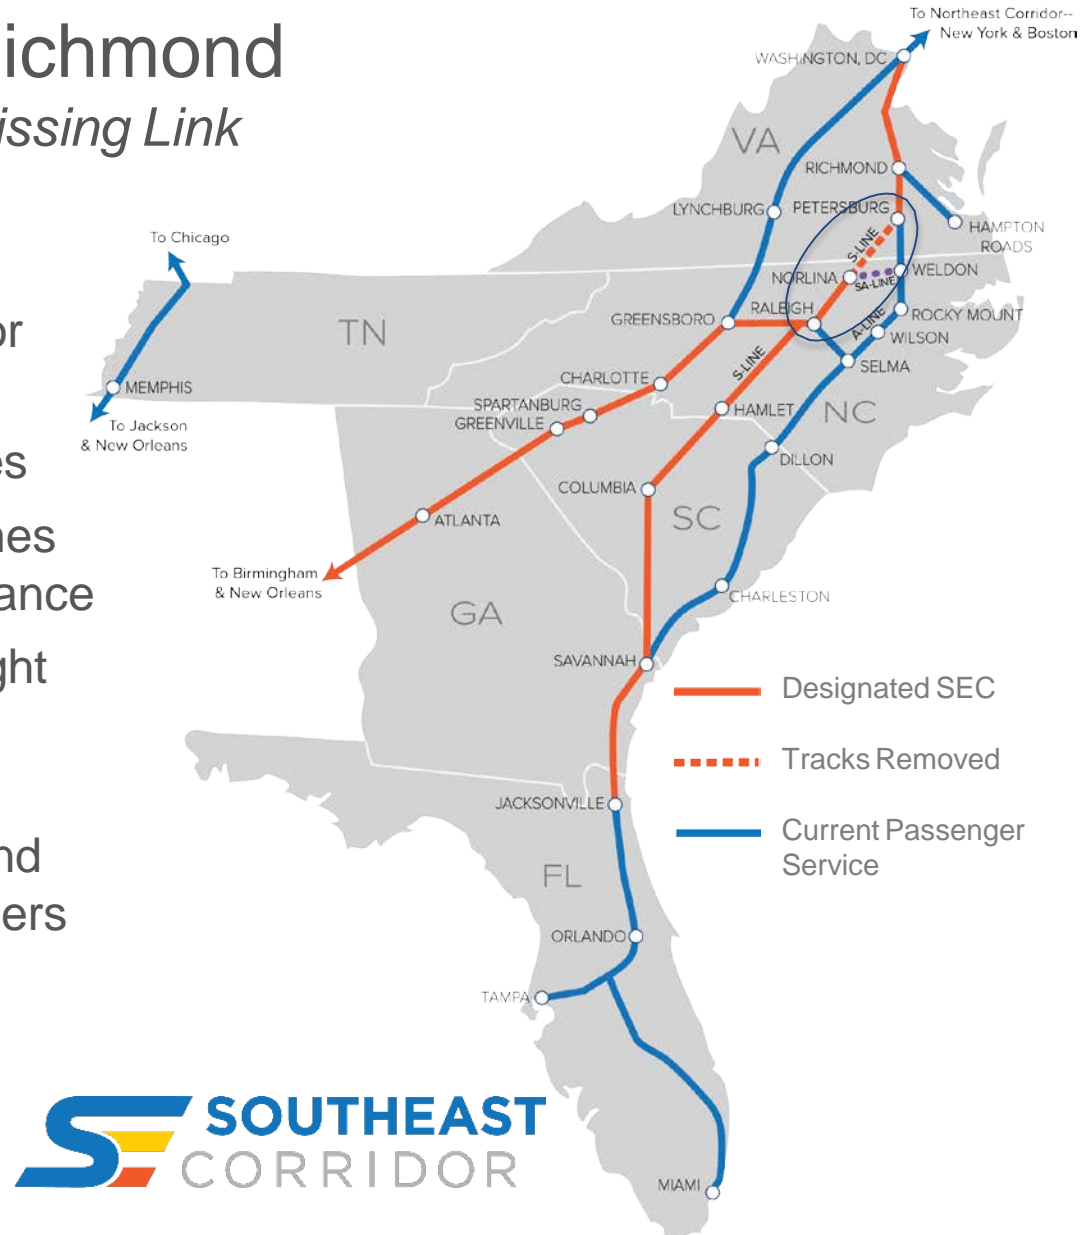 ichmond
issing Link
or
es
nes
ance
ght
nd
ers
To Northeast Corridor--
New York & Boston
WASHINGTON, DC
VA
RICHMOND
LYNCHBURG
PETERSBURG
HAMPTON
ROADS
To Chicago
S-LINE
NORLINA
SA-LINE
WELDON
RALEIGH
GREENSBORO
ROCKY MOUNT
A-LINE
WILSON
TN
SELMA
S-LINE
CHARLOTTE
MEMPHIS
SPARTANBURG
GREENVILLE
HAMLET
NC
To Jackson
& New Orleans
DILLON
COLUMBIA
SC
ATLANTA
To Birmingham
& New Orleans
CHARLESTON
GA
SAVANNAH
Designated SEC
Tracks Removed
Current Passenger
Service
JACKSONVILLE
FL
ORLANDO
TAMPA
MIAMI
SE
SOUTHEAST
CORRIDOR